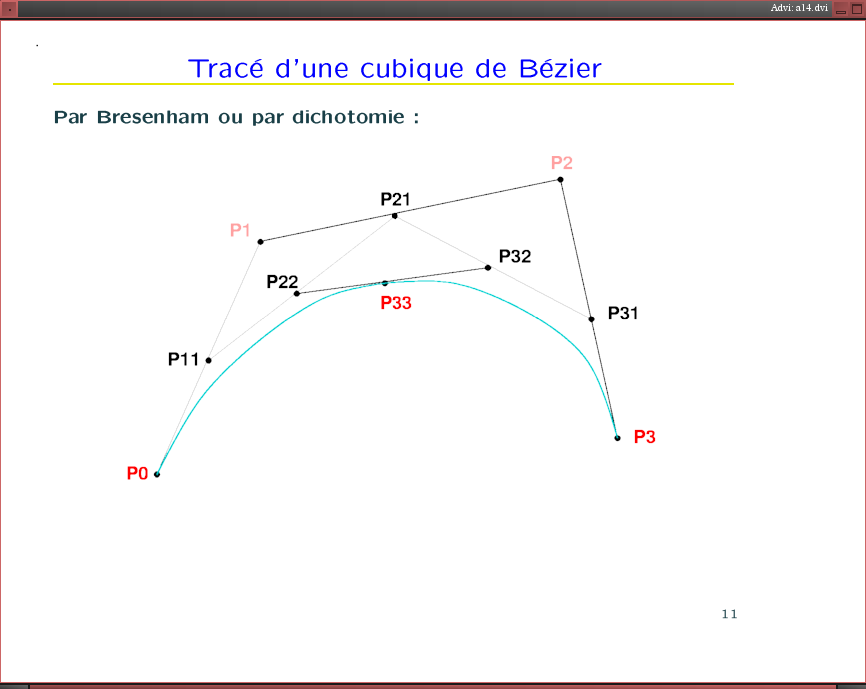 Advi: a14.dvi
Tracé d'une cubique de Bézier
Par Bresenham ou par dichotomie :
P2
P21
P1
P32
P22
P33
P31
P11
P3
P0
11